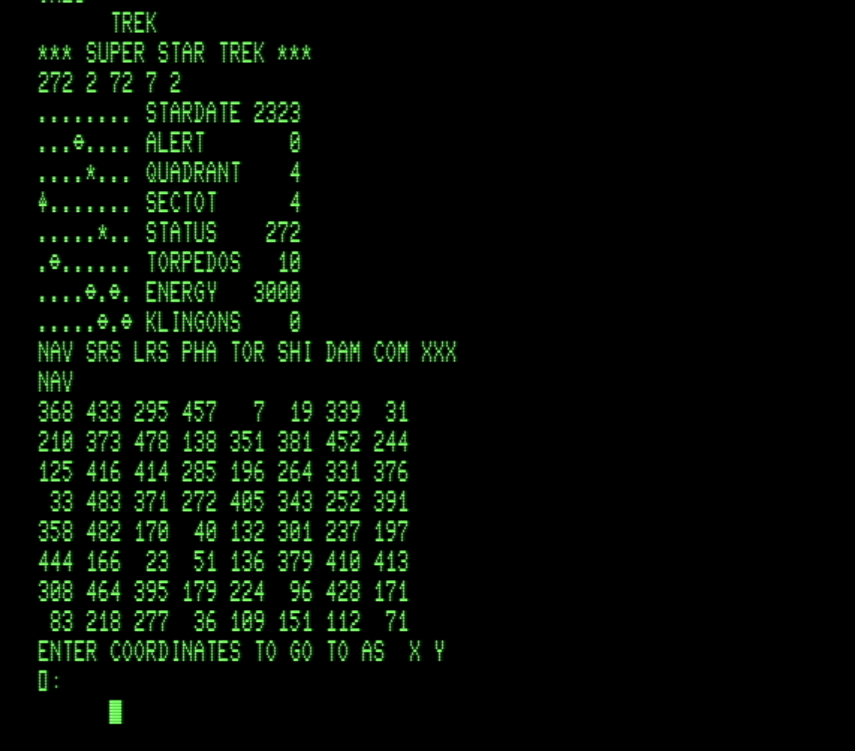 TREK
*** SUPER STAR TREK ***
272 2 72 7 2
........ STARDATE 2323
...⍜.... ALERT 0
....*... QUADRANT 4
⍋....... SECTOT 4
.....*.. STATUS 272
.⍜...... TORPEDOS 10
....⍜.⍜. ENERGY 3000
.....⍜.⍜ KLINGONS 0
NAV SRS LRS PHA TOR SHI DAM COM XXX
NAV
368 433 295 457 7 19 339 31
210 373 478 138 351 381 452 244
125 416 414 285 196 264 331 376
33 483 371 272 405 343 252 391
358 482 170 40 132 301 237 197
444 166 23 51 136 379 410 413
308 464 395 179 224 96 428 171
83 218 277 36 109 151 112 71
ENTER COORDINATES TO GO TO AS X Y
⎕: